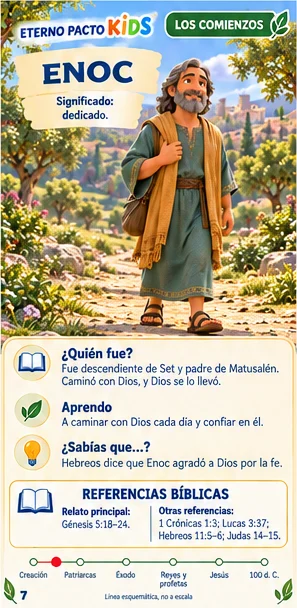 ETERNO PACTO KIDS
LOS COMIENZOS
ENOC
Significado:
dedicado.
¿Quién fue?
Fue descendiente de Set y padre de Matusalén.
Caminó con Dios, y Dios se lo llevó.
Aprendo
A caminar con Dios cada día y confiar en él.
¿Sabías que...?
Hebreos dice que Enoc agradó a Dios por la fe.
REFERENCIAS BÍBLICAS
Relato principal:
Génesis 5:18–24.
Otras referencias:
1 Crónicas 1:3; Lucas 3:37;
Hebreos 11:5–6; Judas 14–15.
Creación
Patriarcas
Éxodo
Reyes y
profetas
Jesús
100 d. C.
7
Línea esquemática, no a escala